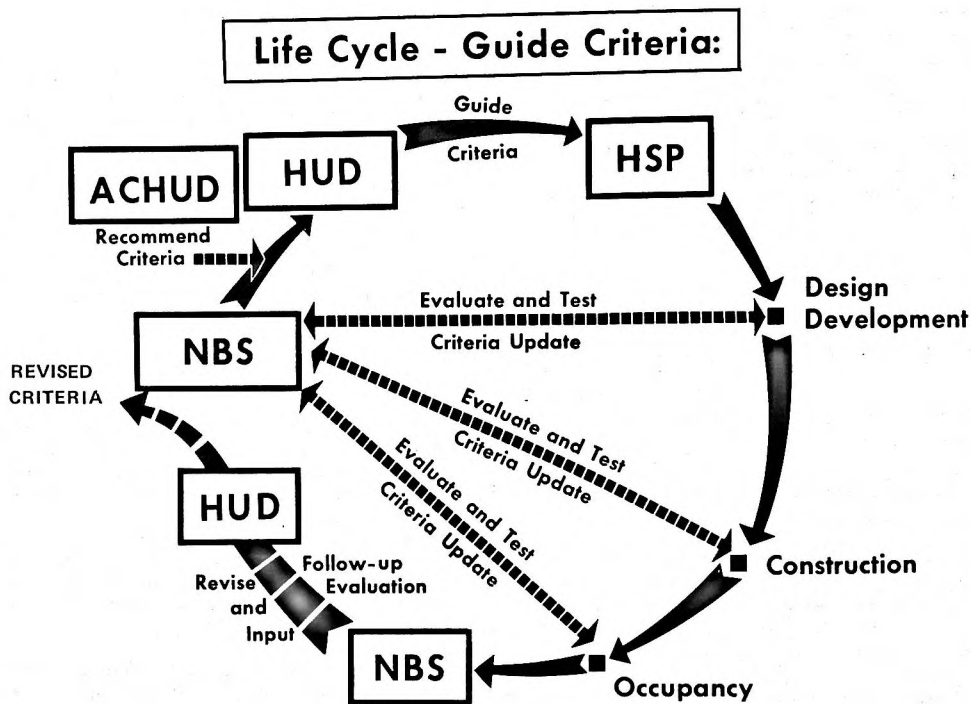 Life Cycle - Guide Criteria:
Guide
Criteria
HUD
ACHUD
HSP
Recommend
Criteria
Evaluate and Test
Criteria Update
Design
Development
NBS
REVISED
CRITERIA
Evaluate and Test
Criteria Update
Evaluate and Test
Criteria Update
HUD
Follow-up
Evaluation
Revise
and
Input
Construction
NBS
Occupancy